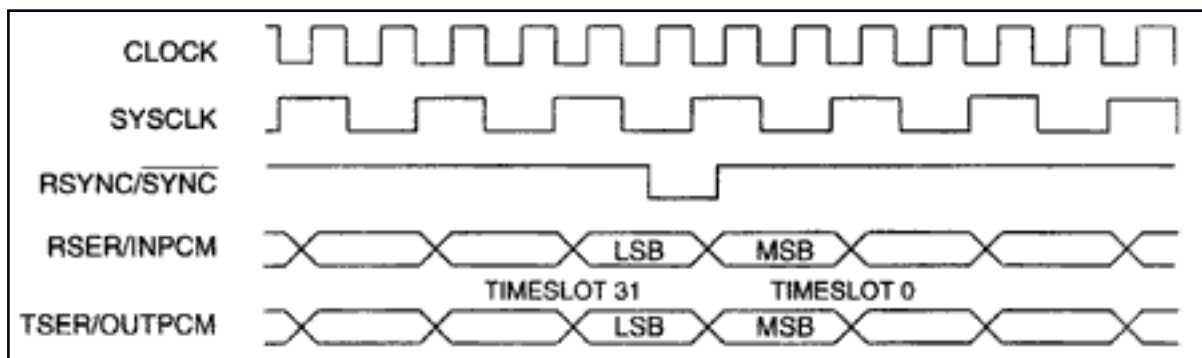 CLOCK
SYSCLK
RSYNC/SYNC
RSER/INPCM LSB MSB
TIMESLOT 31 TIMESLOT 0
TSER/OUTPCM LSB MSB